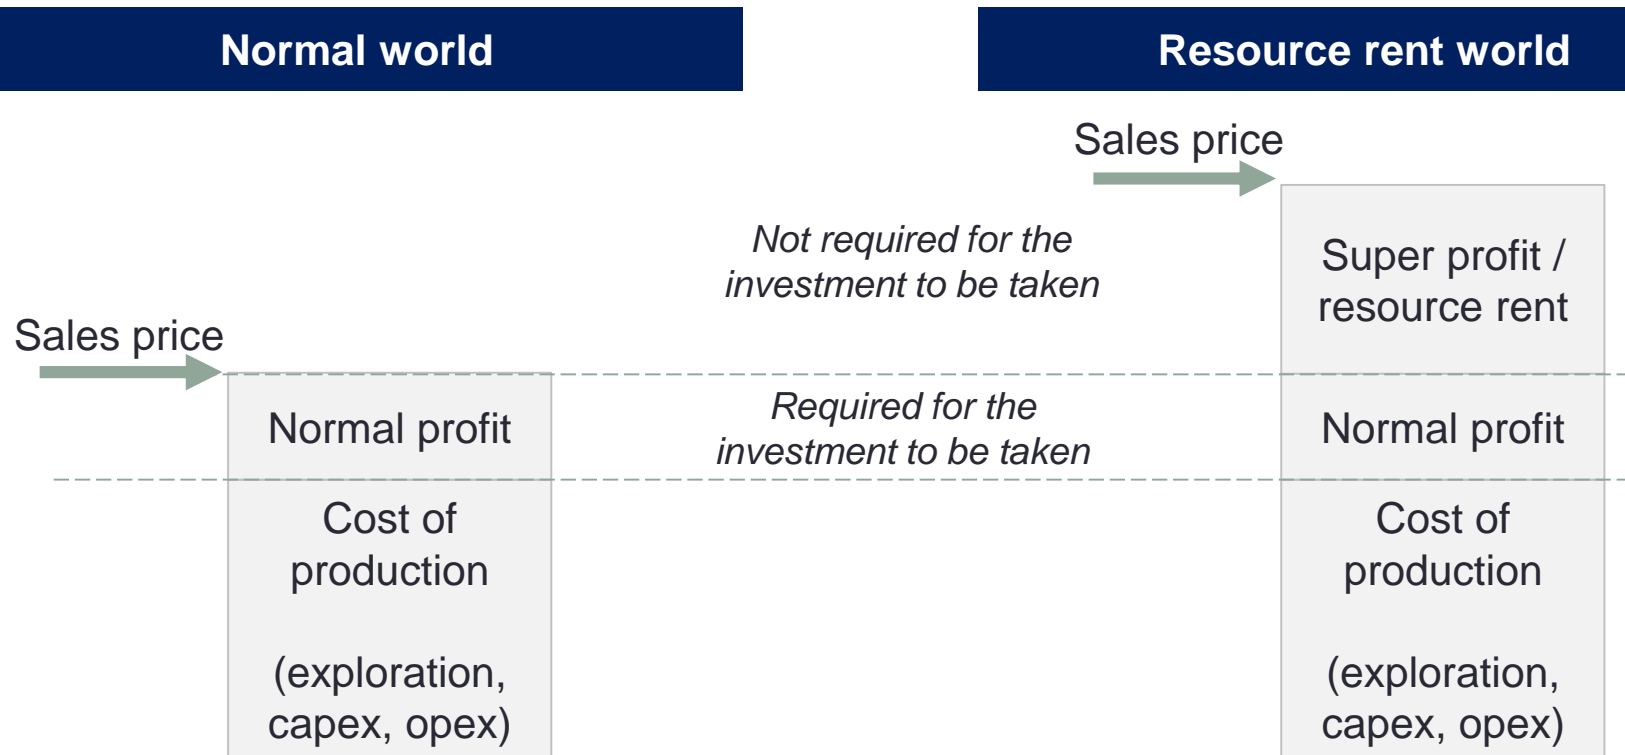 Normal world
Resource rent world
Sales price
Not required for the
investment to be taken
Super profit /
resource rent
Sales price
Normal profit
Required for the
investment to be taken
Normal profit
Cost of
production
(exploration,
capex, opex)
Cost of
production
(exploration,
capex, opex)